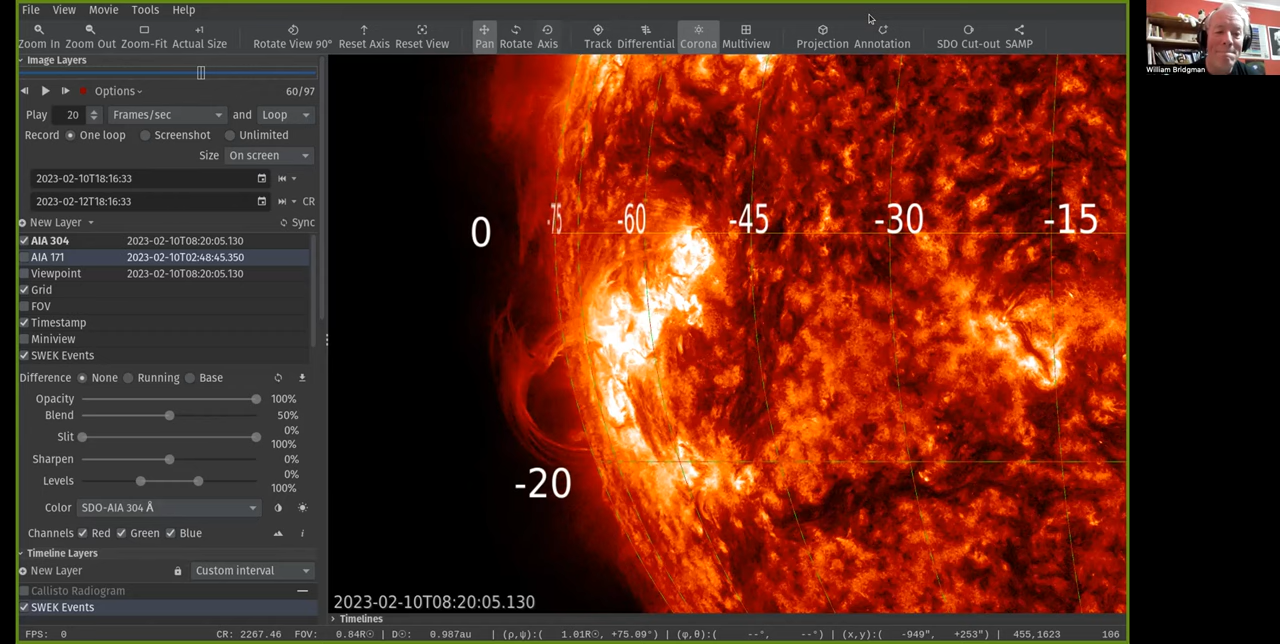 File View Movie Tools Help
Zoom In Zoom Out Zoom-Fit +1 Actual Size Rotate View 90° Reset Axis Reset View Pan Rotate Axis Track Differential Corona Multiview Projection Annotation SDO Cut-out SAMP
William Bridgman
Image Layers
Options 60/97
Play 20 Frames/sec and Loop
Record One loop Screenshot Unlimited
Size On screen
2023-02-10T18:16:33
2023-02-12T18:16:33 CR
New Layer Sync
AIA 304 2023-02-10T08:20:05.130
AIA 171 2023-02-10T02:48:45.350
Viewpoint 2023-02-10T08:20:05.130
Grid
FOV
Timestamp
Miniview
SWEK Events
Difference None Running Base
Opacity 100%
Blend 50%
Slit 0%
100%
Sharpen 0%
Levels 0%
100%
Color SDO-AIA 304 Å
Channels Red Green Blue i
Timeline Layers
New Layer Custom interval
Callisto Radiogram
SWEK Events
0 -75 -60 -45 -30 -15
-20
2023-02-10T08:20:05.130
Timelines
FPS: 0 CR: 2267.46 FOV: 0.84R☉ | D☉: 0.987au | (ρ,ψ):( 1.01R☉, +75.09°) | (φ,θ):( --°, --°) | (x,y):( -949", +253") | 455,1623 106